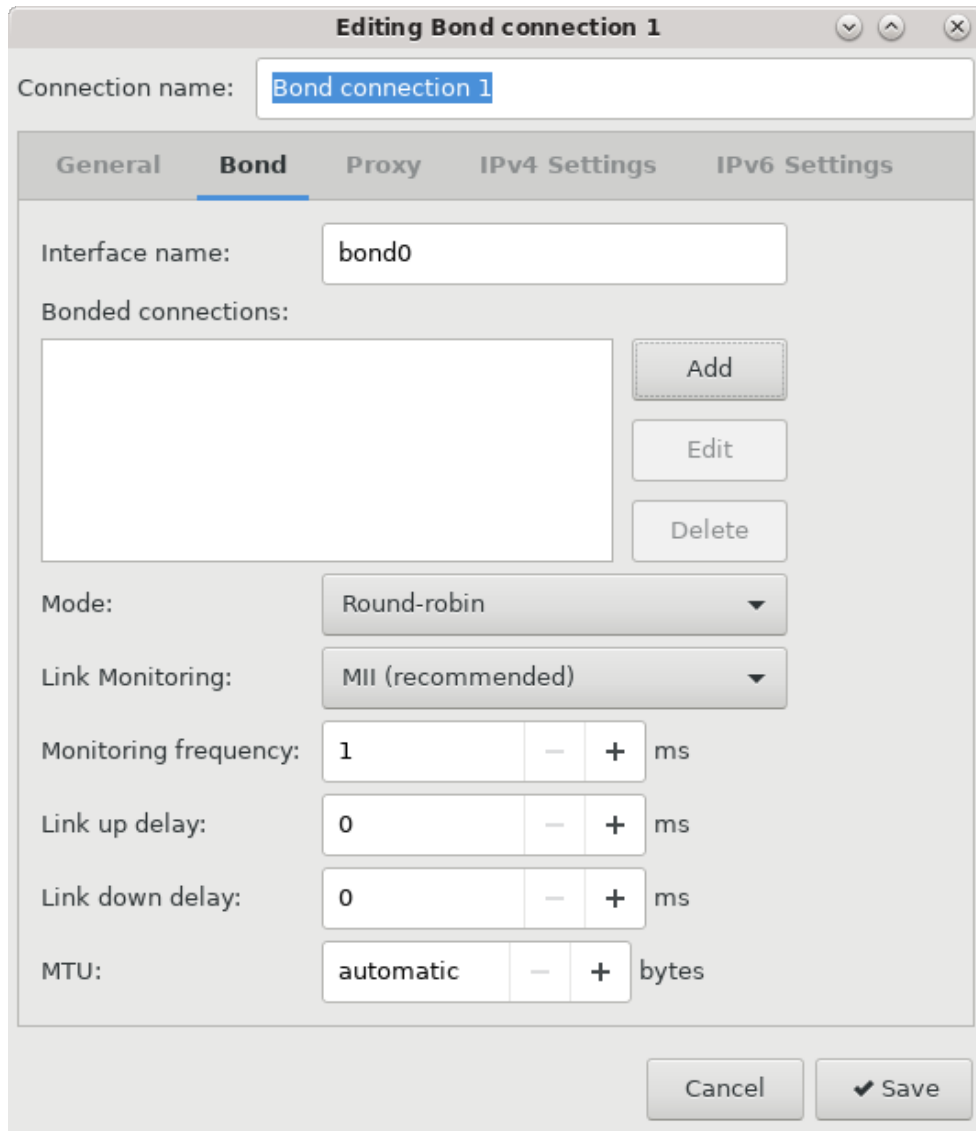 Editing Bond connection 1
Connection name: Bond connection 1
General Bond Proxy IPv4 Settings IPv6 Settings
Interface name: bond0
Bonded connections:
Add
Edit
Delete
Mode: Round-robin
Link Monitoring: MII (recommended)
Monitoring frequency: 1 − + ms
Link up delay: 0 − + ms
Link down delay: 0 − + ms
MTU: automatic − + bytes
Cancel ✔ Save